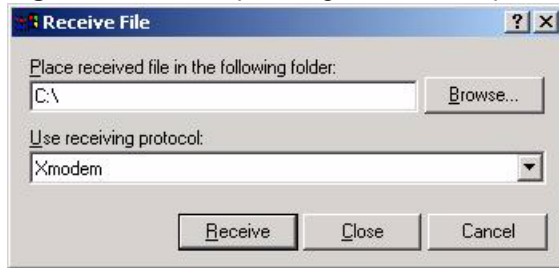 Receive File
Place received file in the following folder:
C:\
Browse...
Use receiving protocol:
Xmodem
Receive Close Cancel